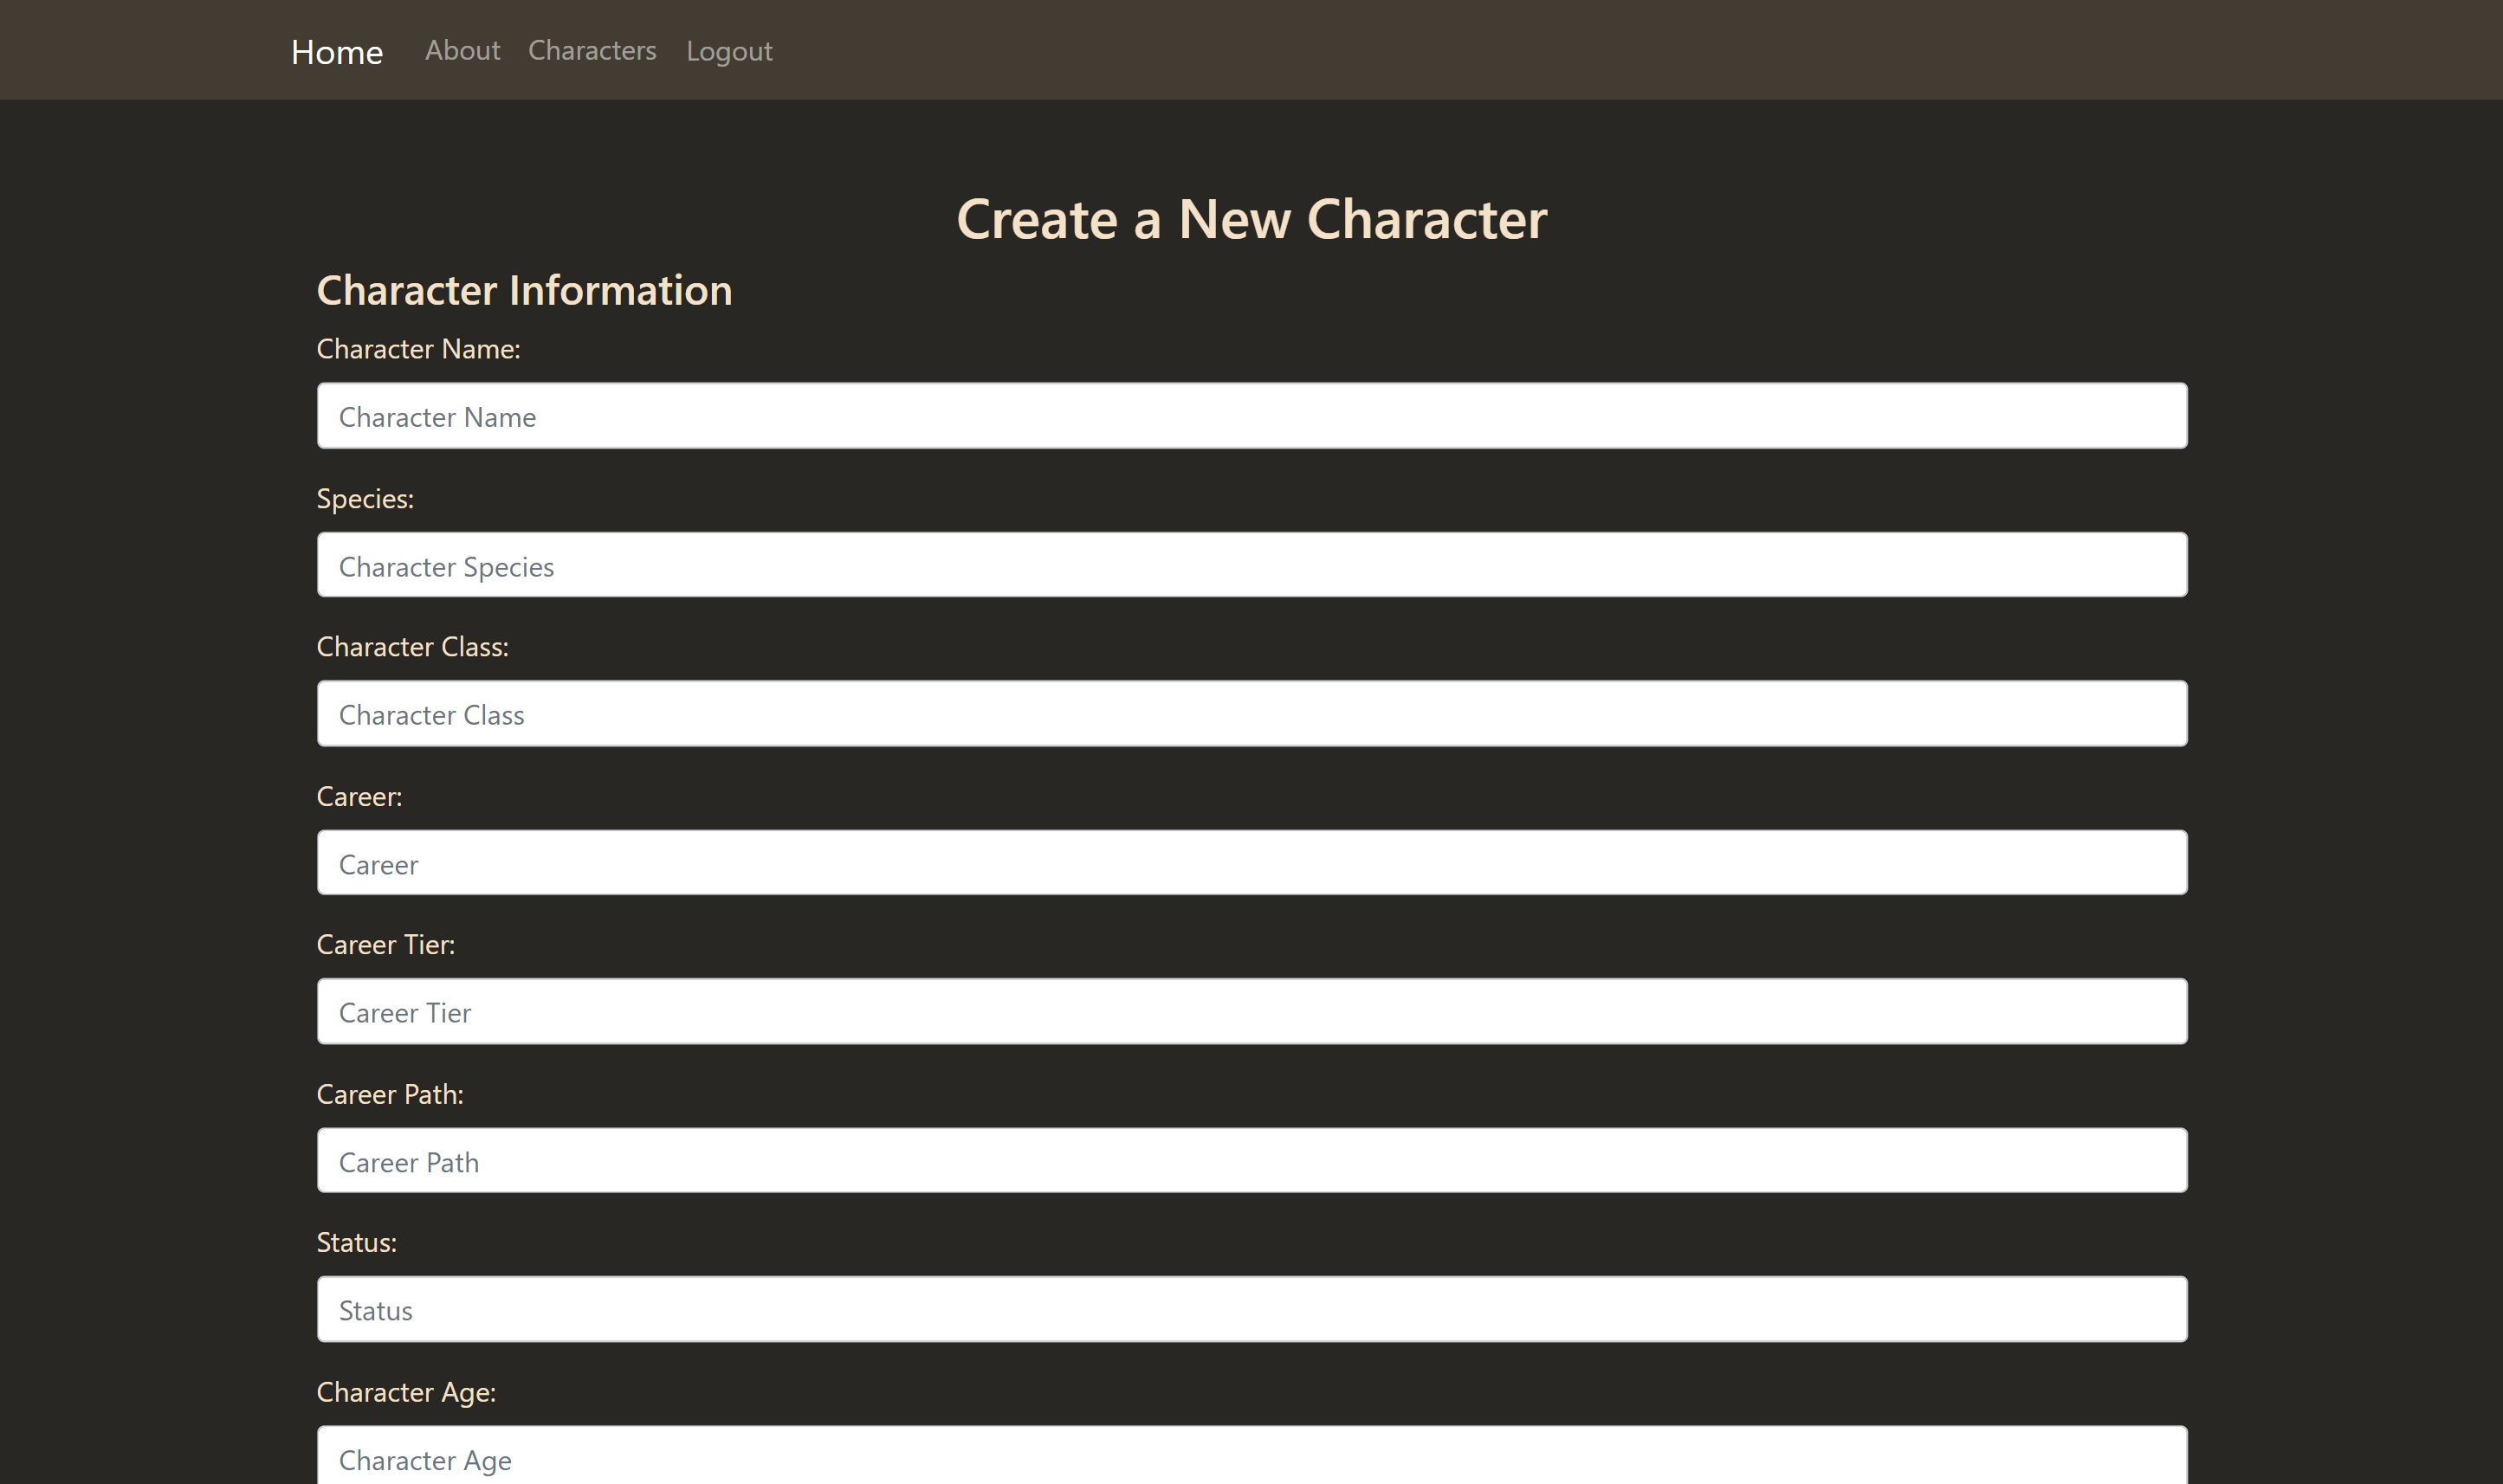 Home About Characters Logout
Create a New Character
Character Information
Character Name:
Character Name
Species:
Character Species
Character Class:
Character Class
Career:
Career
Career Tier:
Career Tier
Career Path:
Career Path
Status:
Status
Character Age:
Character Age